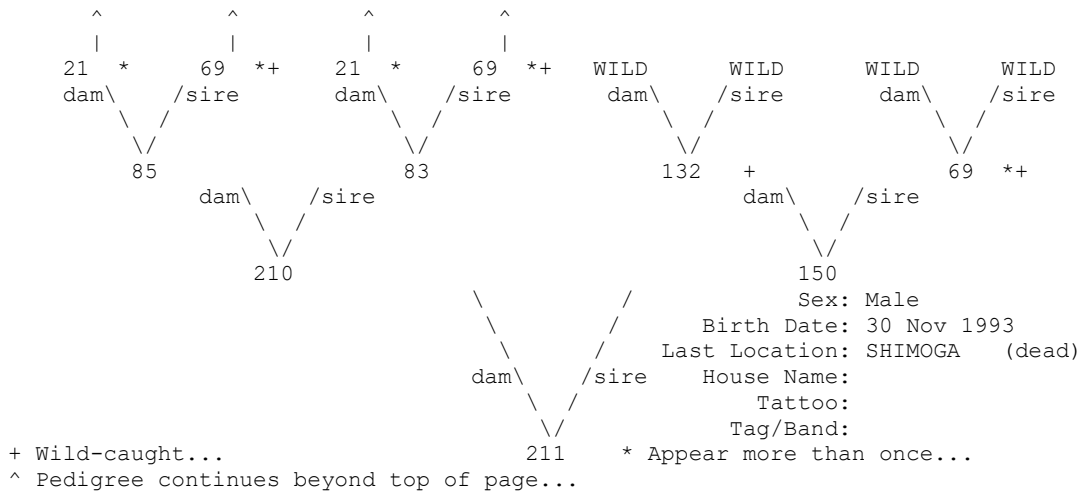 ^ ^ ^ ^
| | | |
21 * 69 *+ 21 * 69 *+ WILD WILD WILD WILD
dam\ /sire dam\ /sire dam\ /sire dam\ /sire
\ / \ / \ / \ /
\/ \/ \/ \/
85 83 132 + 69 *+
dam\ /sire dam\ /sire
\ / \ /
\/ \/
210 150
\ / Sex: Male
\ / Birth Date: 30 Nov 1993
\ / Last Location: SHIMOGA (dead)
dam\ /sire House Name:
\ / Tattoo:
\/ Tag/Band:
+ Wild-caught... 211 * Appear more than once...
^ Pedigree continues beyond top of page...